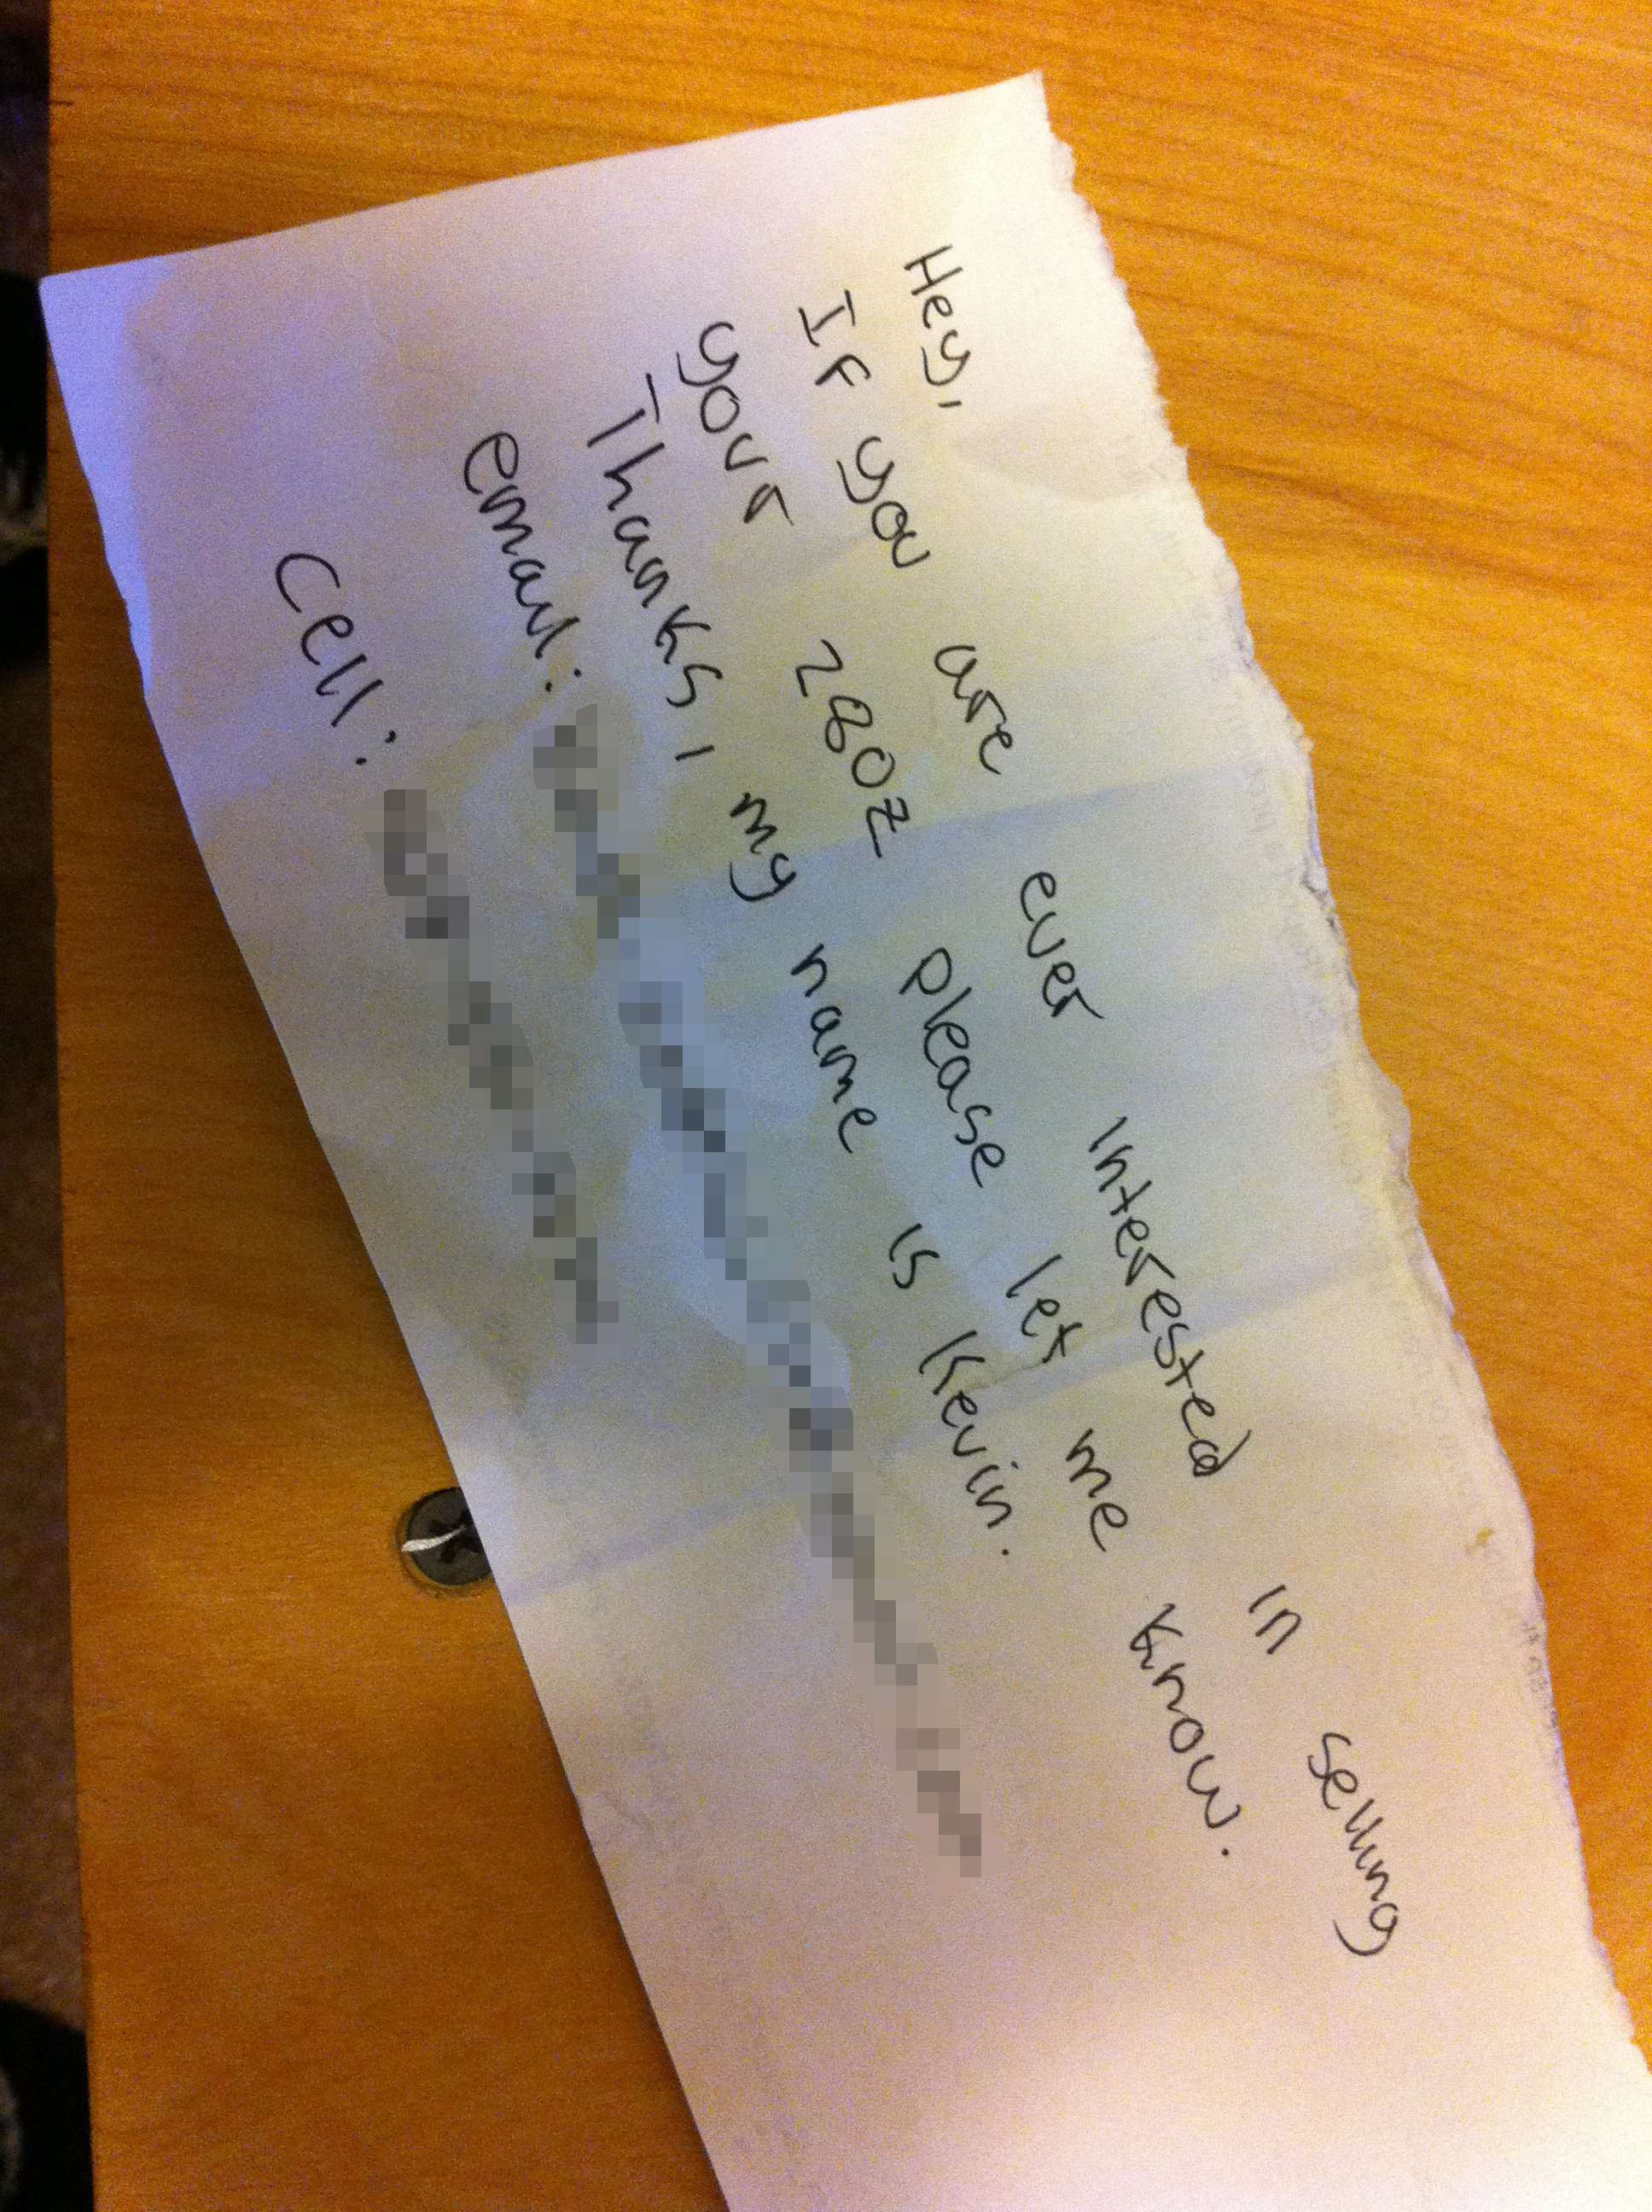 Hey,
If you are ever interested in selling
your 280z please let me know.
Thanks, my name is Kevin.
email:
Cell: